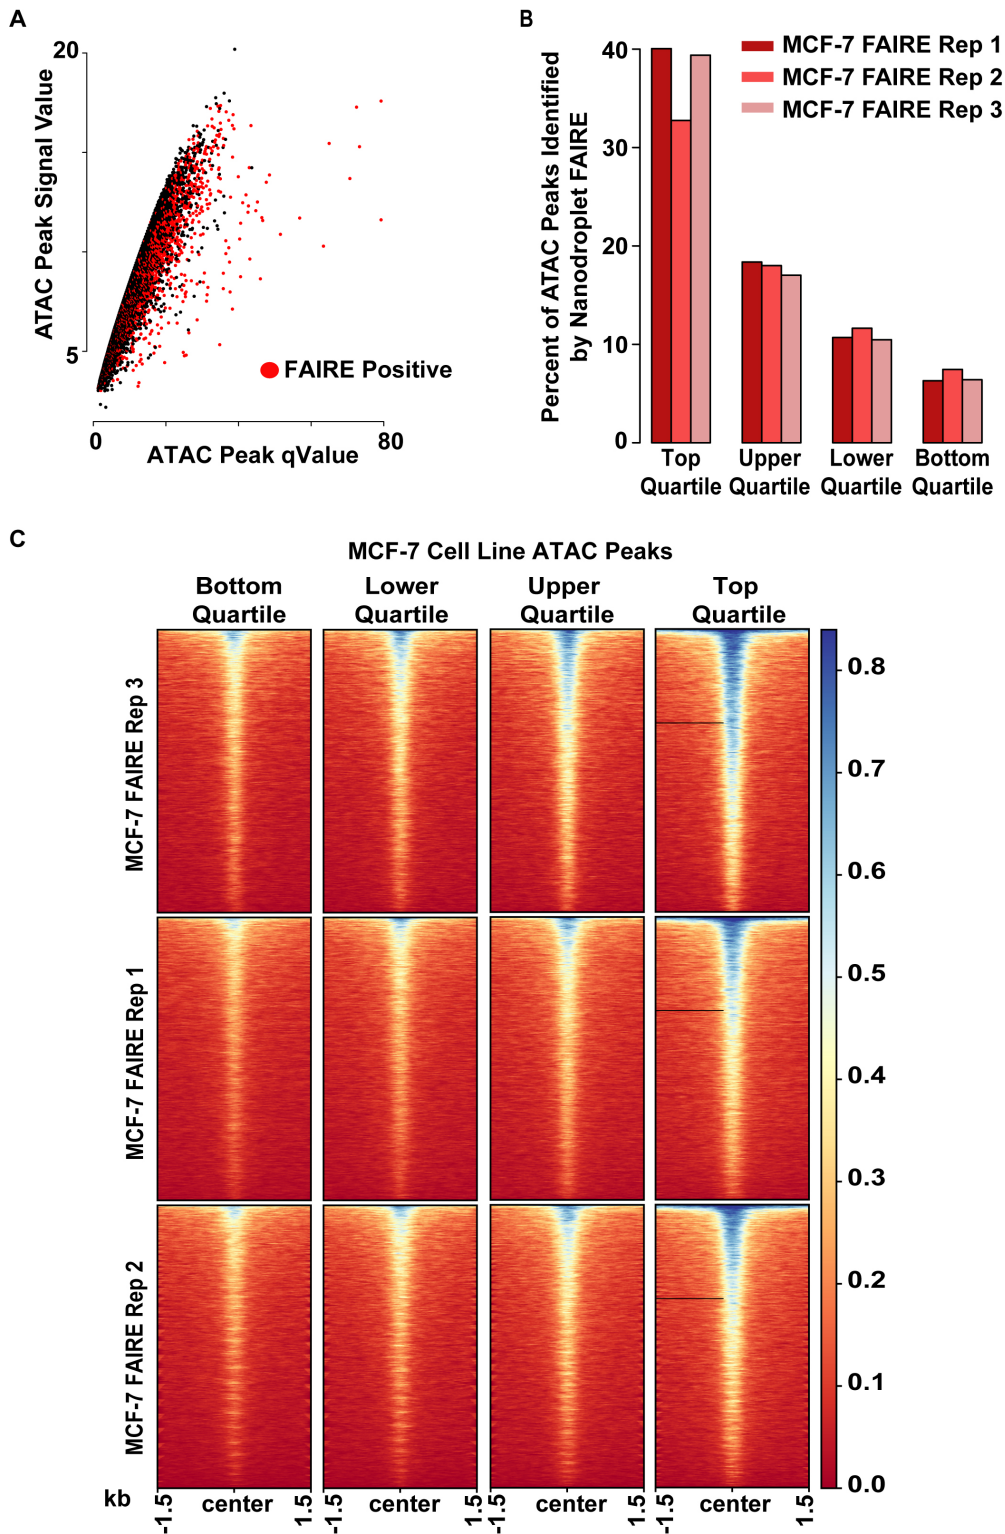 A
20
ATAC Peak Signal Value
5
FAIRE Positive
0
80
ATAC Peak qValue
B
Percent of ATAC Peaks Identified
by Nanodroplet FAIRE
40
30
20
10
0
MCF-7 FAIRE Rep 1
MCF-7 FAIRE Rep 2
MCF-7 FAIRE Rep 3
Top
Quartile
Upper
Quartile
Lower
Quartile
Bottom
Quartile
C
MCF-7 Cell Line ATAC Peaks
Bottom
Quartile
Lower
Quartile
Upper
Quartile
Top
Quartile
MCF-7 FAIRE Rep 3
MCF-7 FAIRE Rep 1
MCF-7 FAIRE Rep 2
0.8
0.7
0.6
0.5
0.4
0.3
0.2
0.1
0.0
kb
-1.5
center
1.5
-1.5
center
1.5
-1.5
center
1.5
-1.5
center
1.5